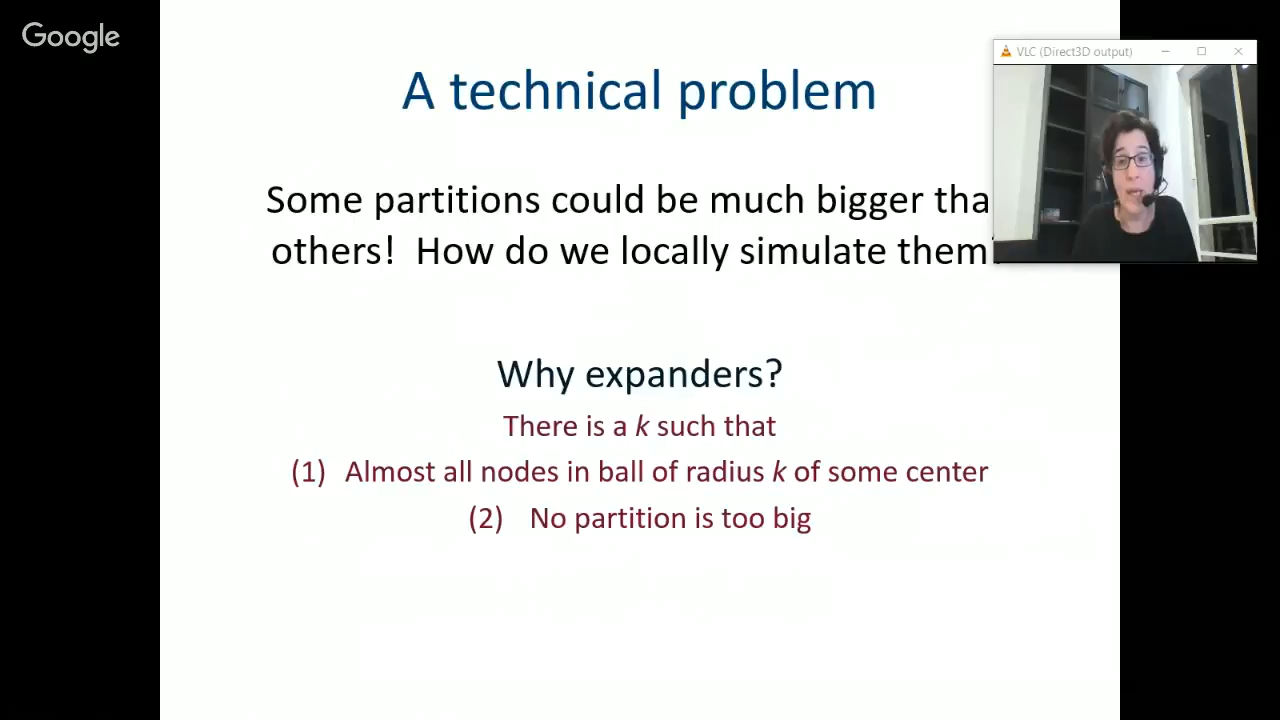 Google
A technical problem
VLC (Direct3D output)
Some partitions could be much bigger tha
others! How do we locally simulate them?
Why expanders?
There is a k such that
(1) Almost all nodes in ball of radius k of some center
(2) No partition is too big